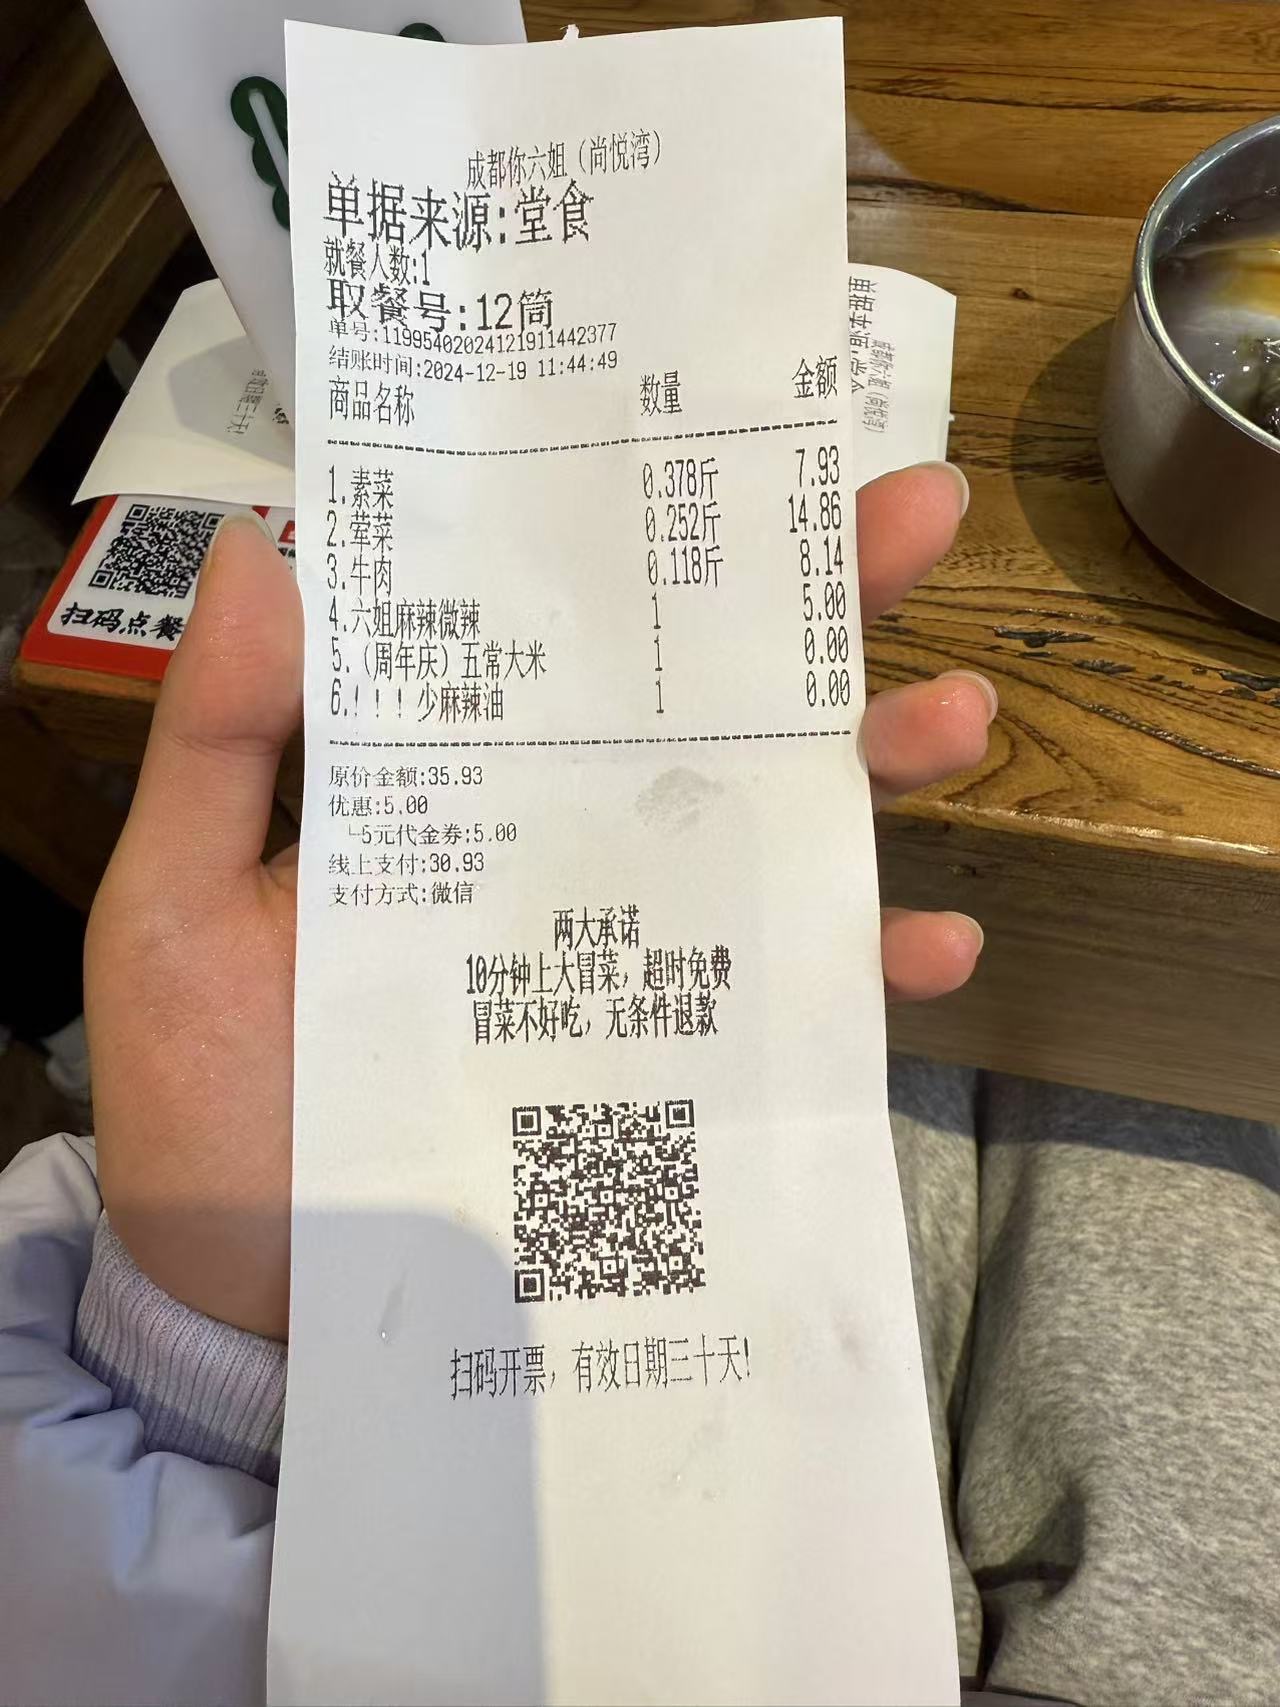 成都你六姐（尚悦湾）
单据来源:堂食
就餐人数:1
取餐号:12筒
单号:11995402024121911442377
结账时间:2024-12-19 11:44:49
商品名称 数量 金额
1.素菜 0.378斤 7.93
2.荤菜 0.252斤 14.86
3.牛肉 0.118斤 8.14
4.六姐麻辣微辣 1 5.00
5.（周年庆）五常大米 1 0.00
6.！！！少麻辣油 1 0.00
原价金额:35.93
优惠:5.00
└5元代金券:5.00
线上支付:30.93
支付方式:微信
两大承诺
10分钟上大冒菜，超时免费
冒菜不好吃，无条件退款
扫码开票，有效日期三十天!
扫码点餐